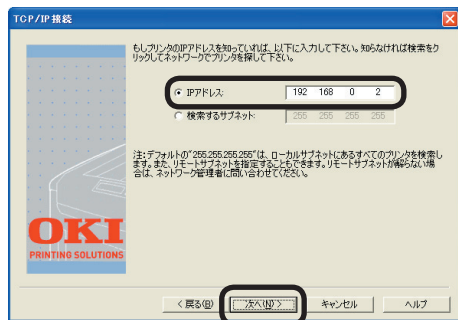 TCP/IP接続
もしプリンタのIPアドレスを知っていれば、以下に入力して下さい。知らなければ検索をク
リックしてネットワークでプリンタを探して下さい。
IPアドレス: 192 168 0 2
検索するサブネット: 255 255 255 255
注:デフォルトの"255.255.255.255"は、ローカルサブネットにあるすべてのプリンタを検索し
ます。また、リモートサブネットを指定することもできます。リモートサブネットが解らない場
合は、ネットワーク管理者に問い合わせてください。
OKI
PRINTING SOLUTIONS
< 戻る(B) 次へ(N) > キャンセル ヘルプ